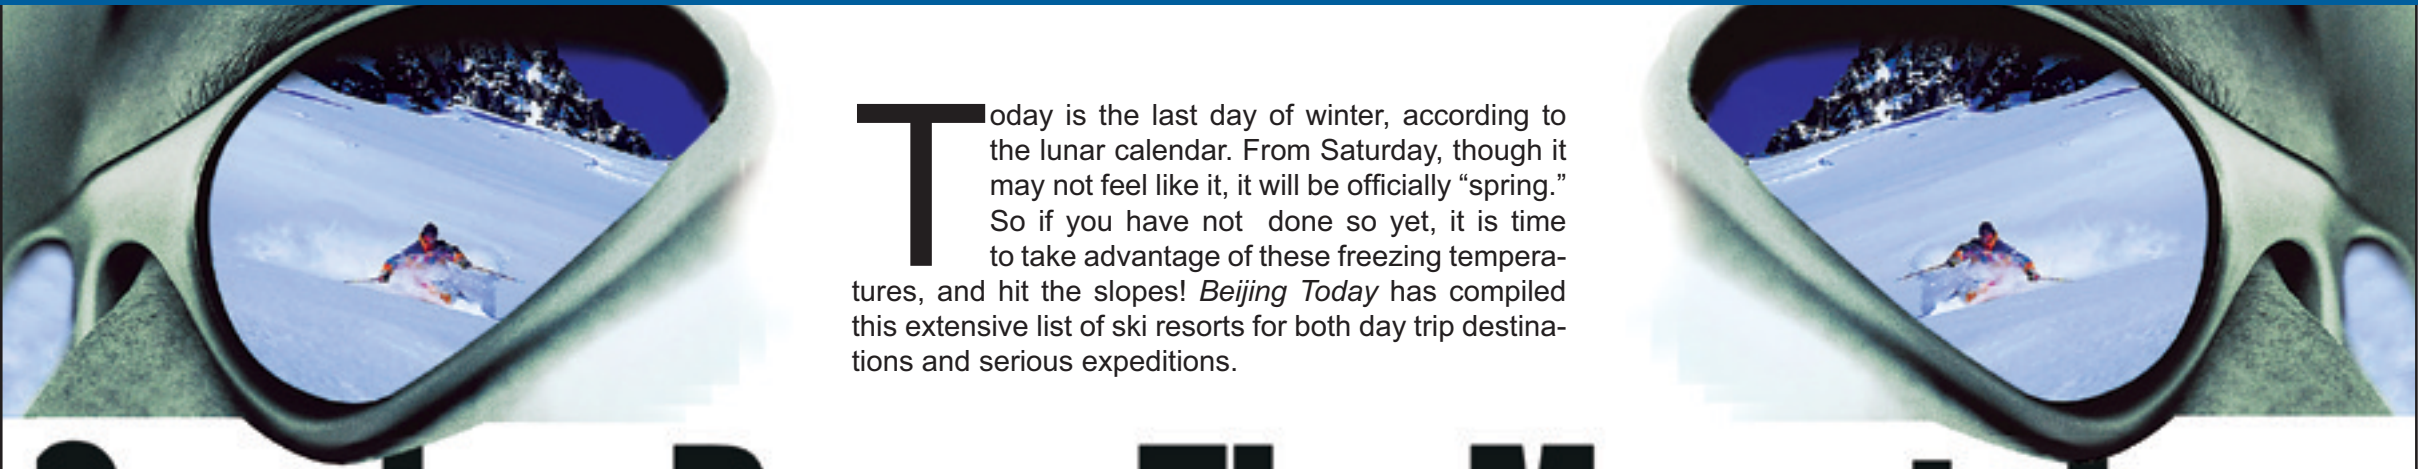 Today is the last day of winter, according to
the lunar calendar. From Saturday, though it
may not feel like it, it will be officially “spring.”
So if you have not done so yet, it is time
to take advantage of these freezing tempera-
tures, and hit the slopes! Beijing Today has compiled
this extensive list of ski resorts for both day trip destina-
tions and serious expeditions.